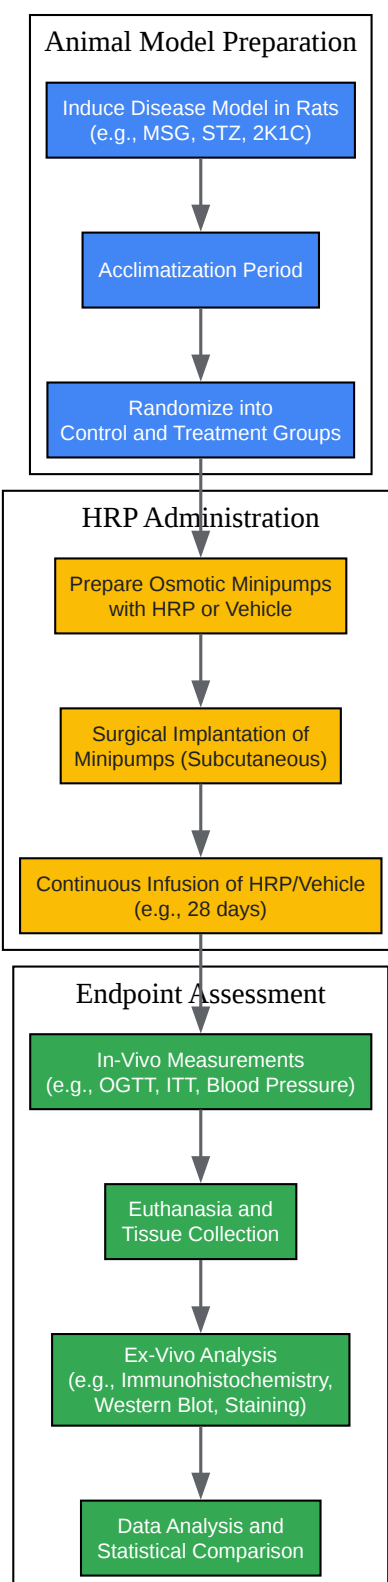 Animal Model Preparation
Induce Disease Model in Rats
(e.g., MSG, STZ, 2K1C)
Acclimatization Period
Randomize into
Control and Treatment Groups
HRP Administration
Prepare Osmotic Minipumps
with HRP or Vehicle
Surgical Implantation of
Minipumps (Subcutaneous)
Continuous Infusion of HRP/Vehicle
(e.g., 28 days)
Endpoint Assessment
In-Vivo Measurements
(e.g., OGTT, ITT, Blood Pressure)
Euthanasia and
Tissue Collection
Ex-Vivo Analysis
(e.g., Immunohistochemistry,
Western Blot, Staining)
Data Analysis and
Statistical Comparison